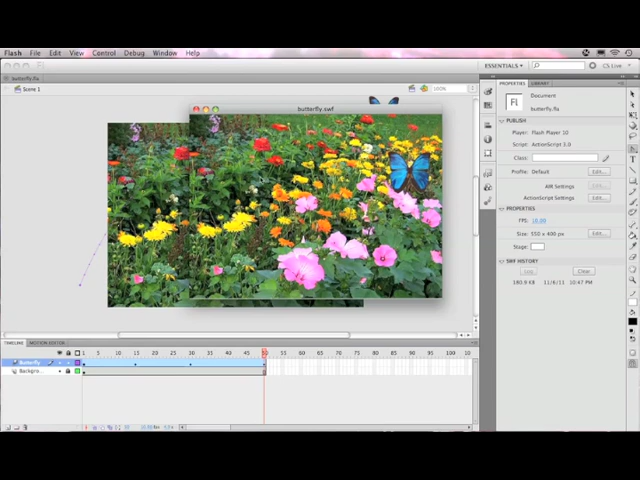 Flash File Edit View Control Debug Window Help
ESSENTIALS CS Live
butterfly.fla
Scene 1
100%
butterfly.swf
PROPERTIES LIBRARY
Document
FL
butterfly.fla
PUBLISH
Player: Flash Player 10
Script: ActionScript 3.0
Class:
Profile: Default Edit...
AIR Settings Edit...
ActionScript Settings Edit...
PROPERTIES
FPS:
Size: 550 x 400 px Edit...
Stage:
SWF HISTORY
Log Clear
180.9 KB 11/6/11 10:47 PM
TIMELINE MOTION EDITOR
1 5 10 15 20 25 30 35 40 45 50 55 60 65 70 75 80 85 90 95 100
Butterfly
Backgro...